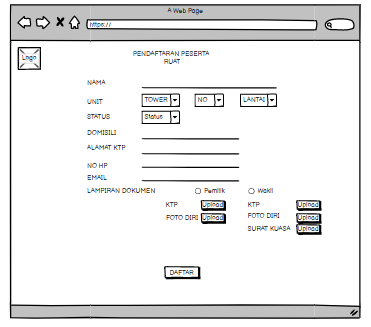 A Web Page
https://
Logo
PENDAFTARAN PESERTA
RUAT
NAMA
UNIT TOWER NO LANTAI
STATUS Status
DOMISILI
ALAMAT KTP
NO HP
EMAIL
LAMPIRAN DOKUMEN Pemilik Wakil
KTP Upload KTP Upload
FOTO DIRI Upload FOTO DIRI Upload
SURAT KUASA Upload
DAFTAR